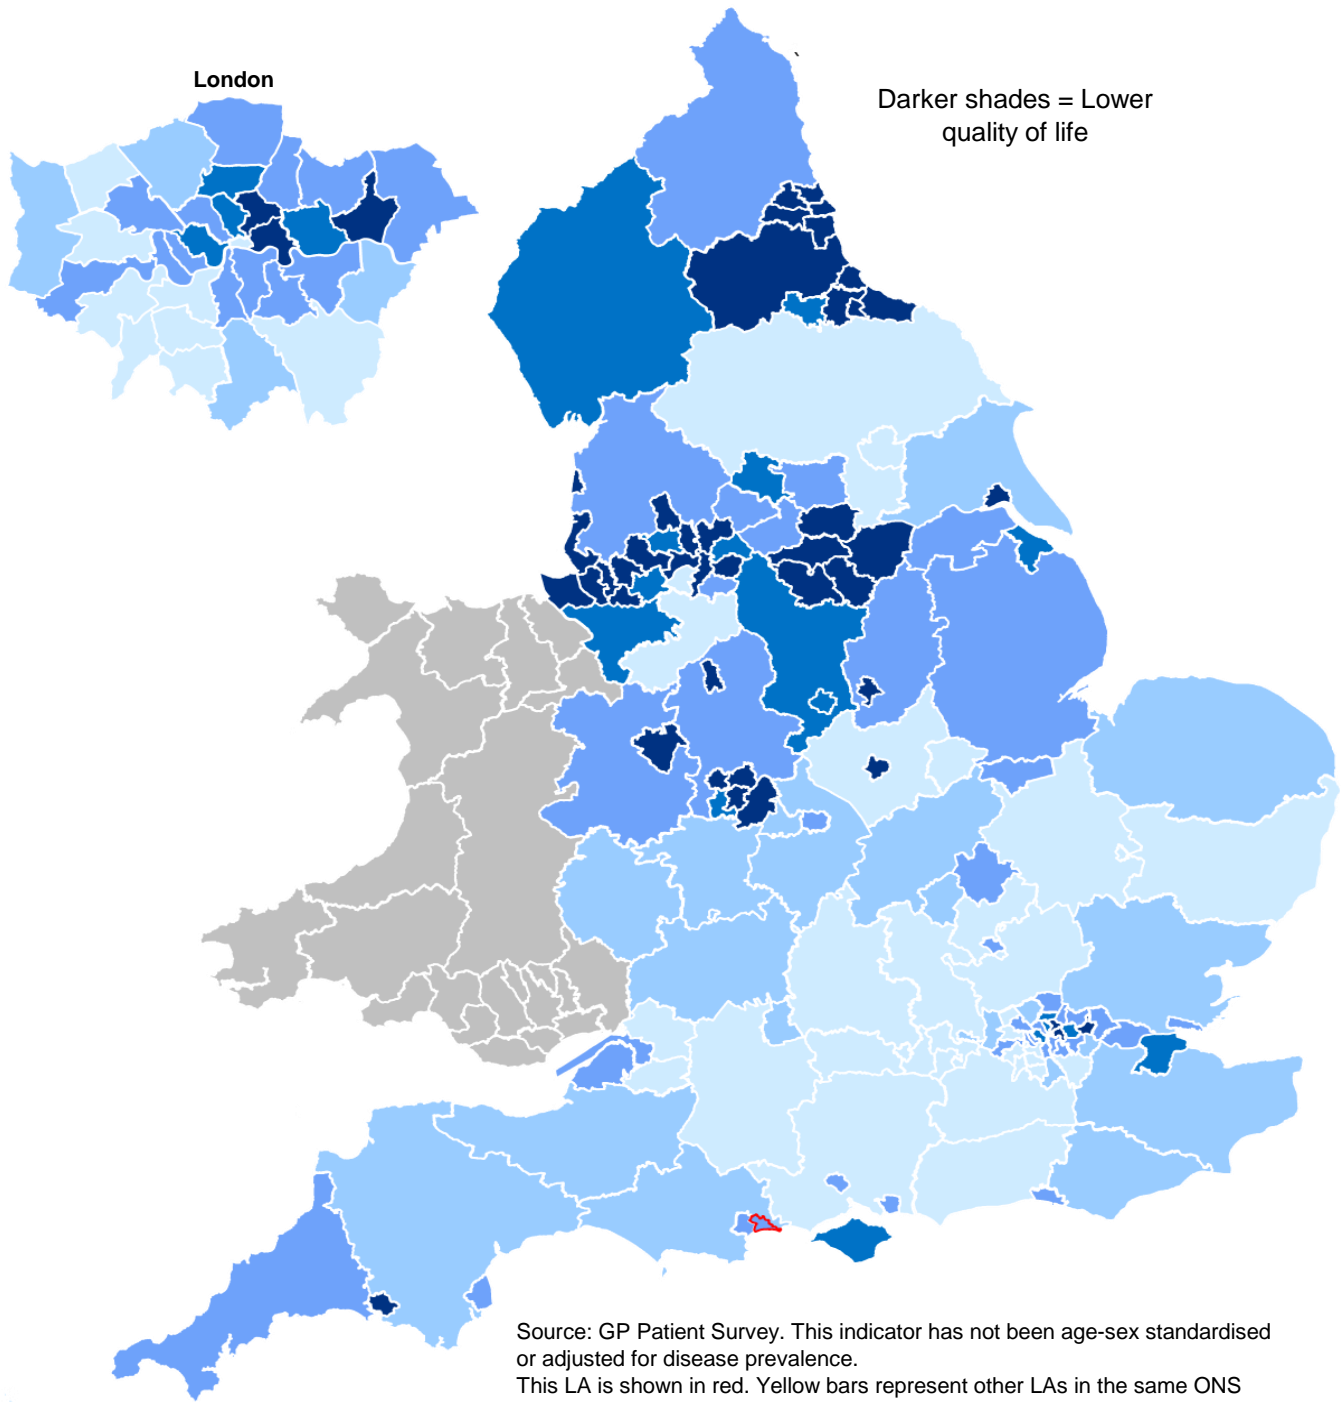 London
Darker shades = Lower
quality of life
Source: GP Patient Survey. This indicator has not been age-sex standardised
or adjusted for disease prevalence.
This LA is shown in red. Yellow bars represent other LAs in the same ONS